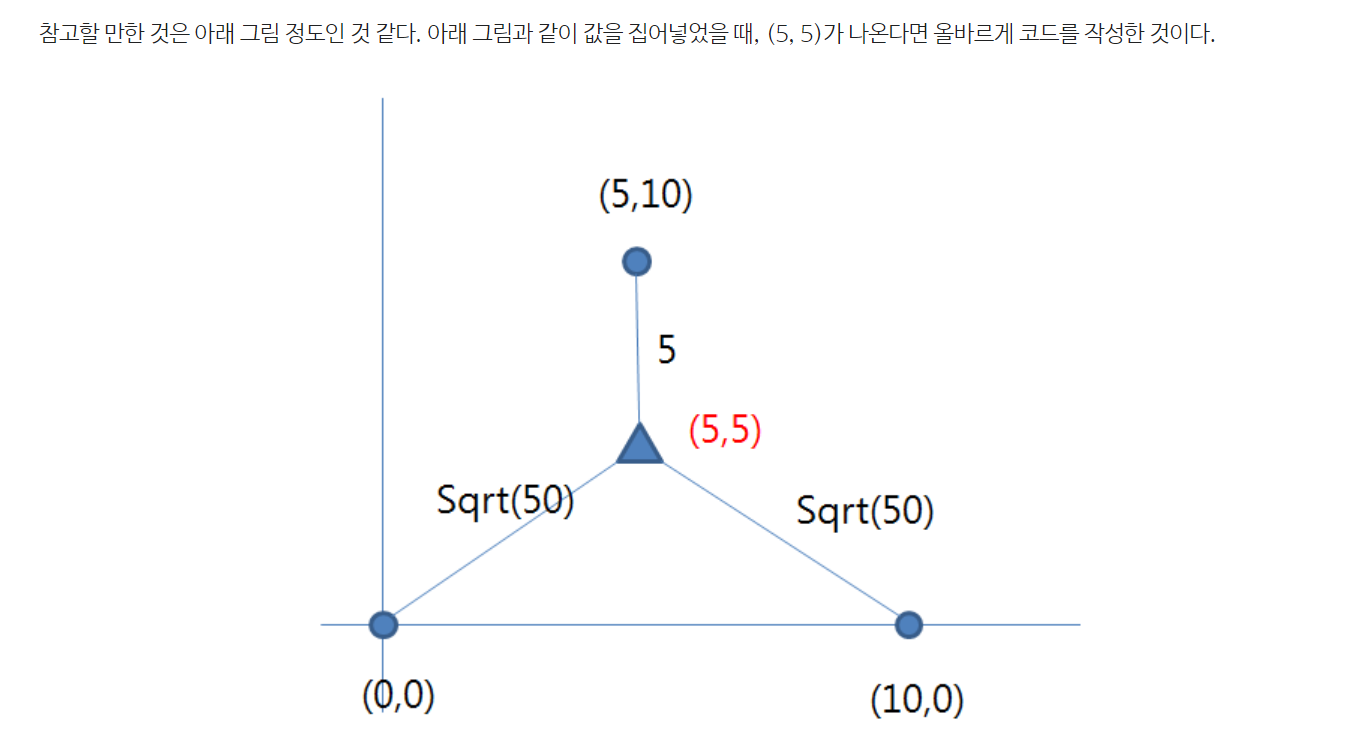 참고할 만한 것은 아래 그림 정도인 것 같다. 아래 그림과 같이 값을 집어넣었을 때, (5, 5)가 나온다면 올바르게 코드를 작성한 것이다.
(5,10)
5
(5,5)
Sqrt(50)
Sqrt(50)
(0,0)
(10,0)